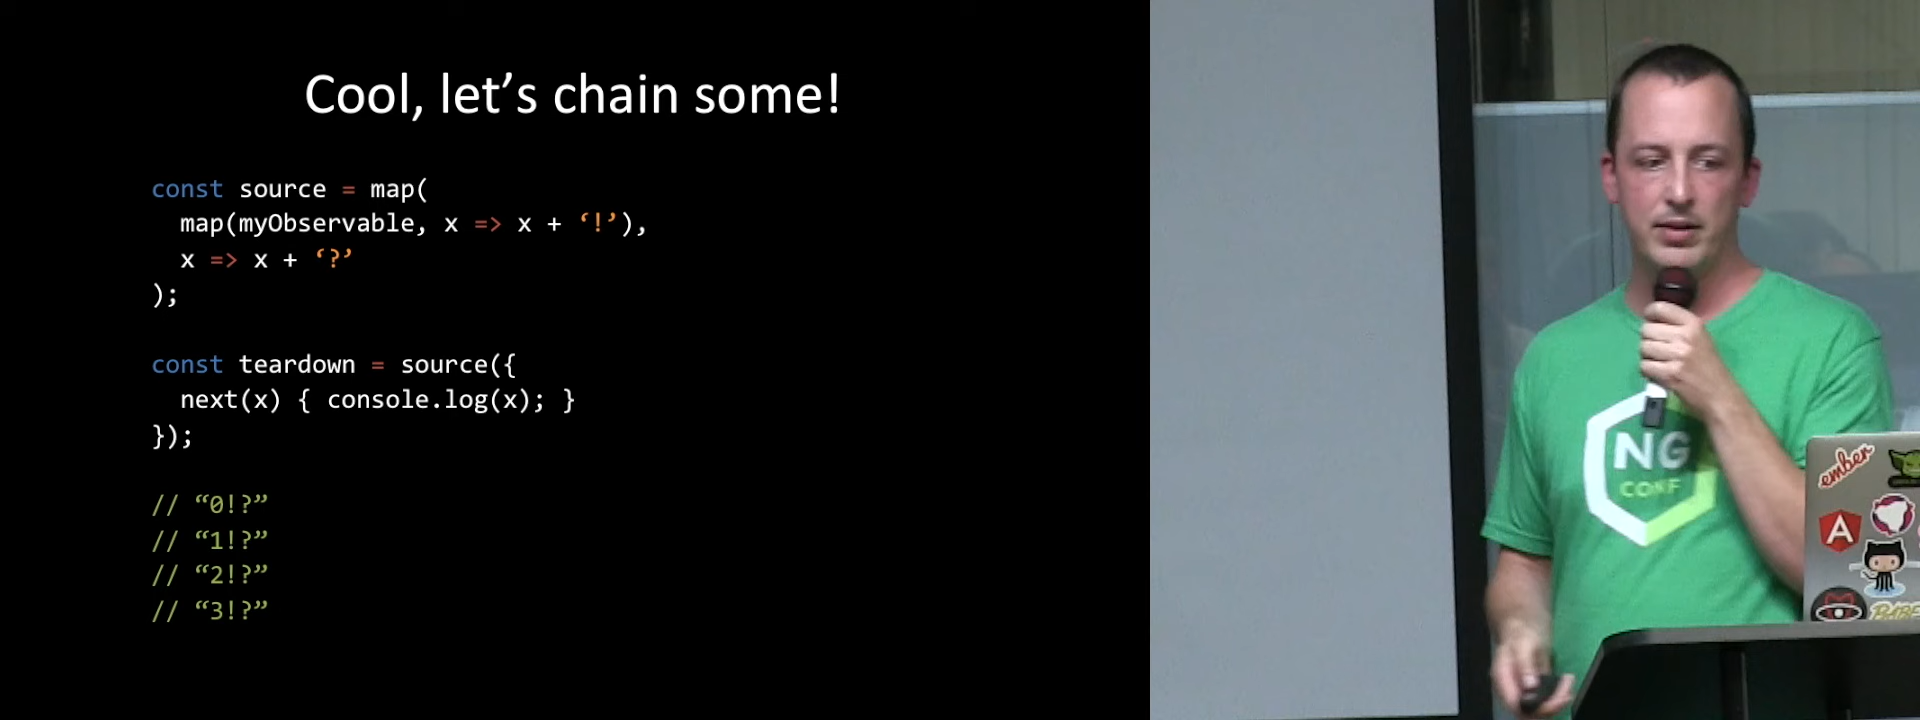 Cool, let’s chain some!
const source = map(
  map(myObservable, x => x + ‘!’),
  x => x + ‘?’
);
const teardown = source({
  next(x) { console.log(x); }
});
// “0!?”
// “1!?”
// “2!?”
// “3!?”
NG
CONF
ember
A